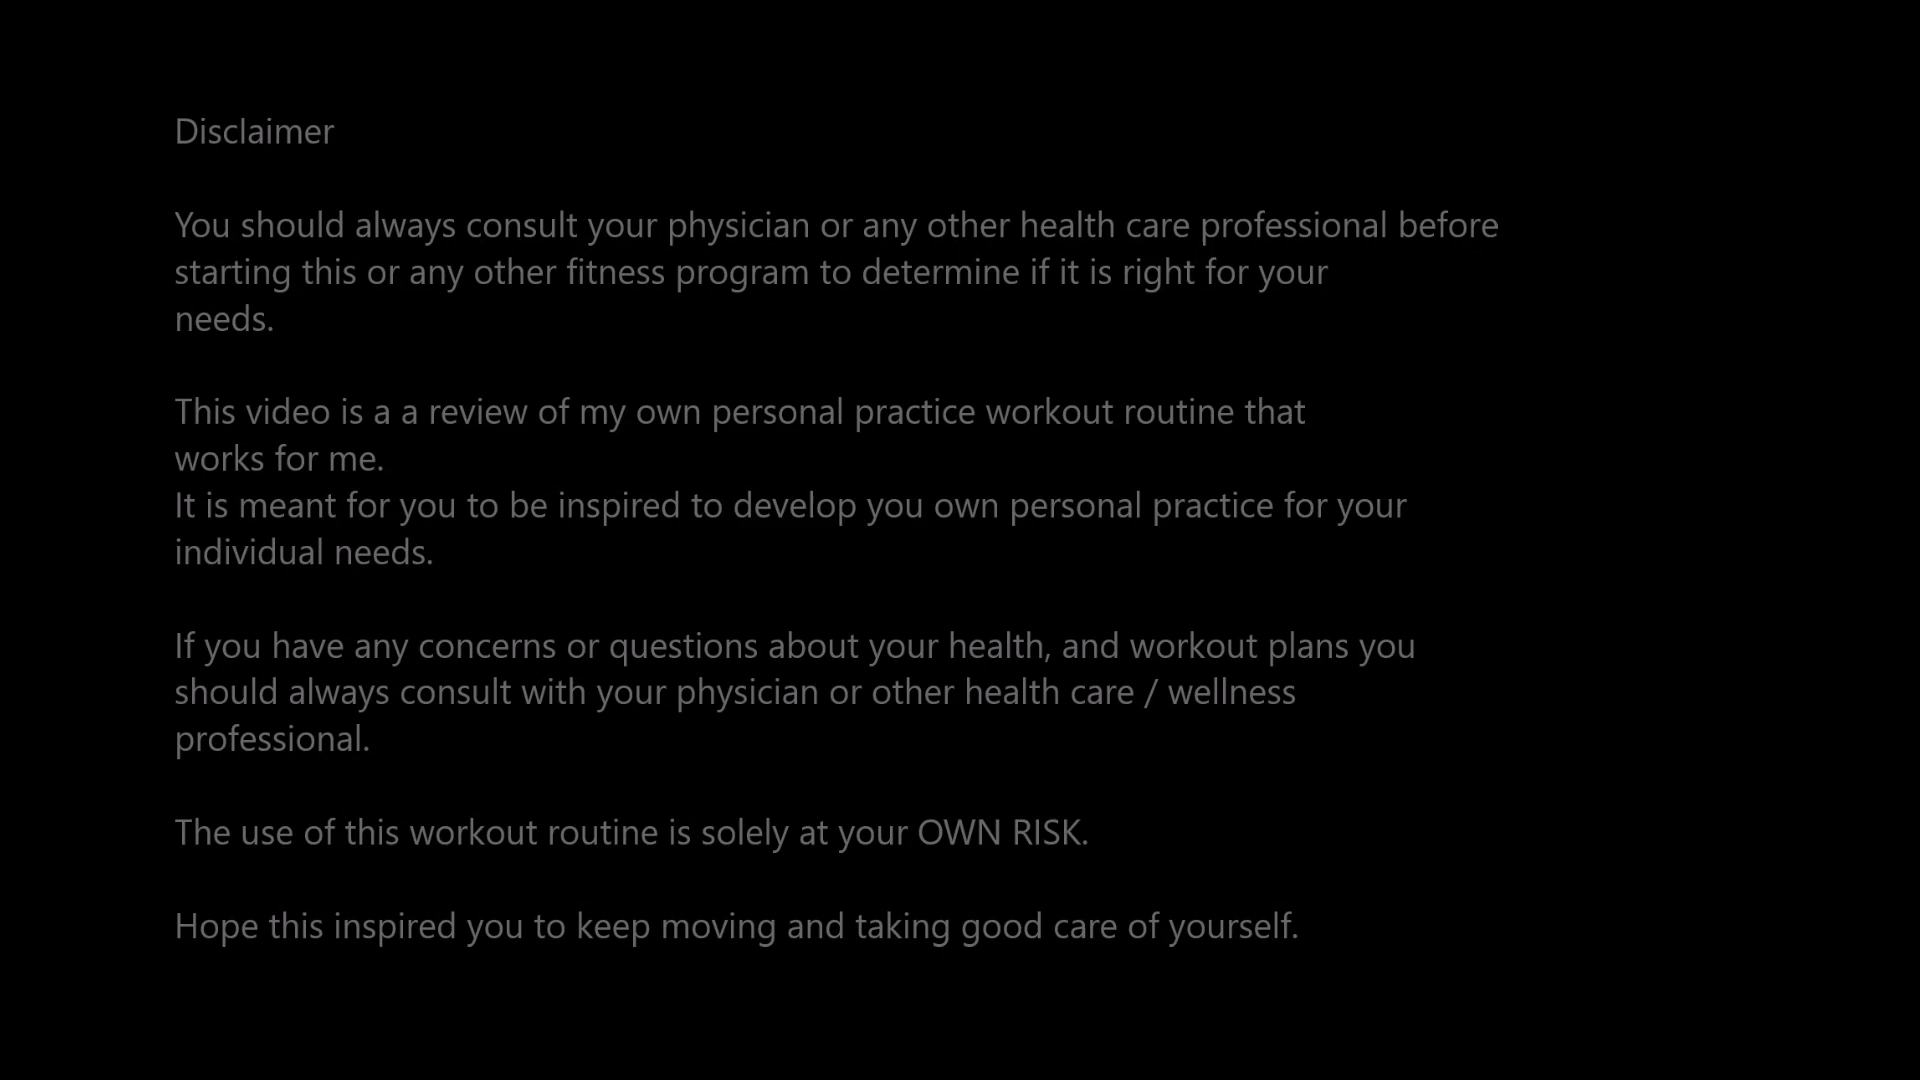 Disclaimer
You should always consult your physician or any other health care professional before
starting this or any other fitness program to determine if it is right for your
needs.
This video is a a review of my own personal practice workout routine that
works for me.
It is meant for you to be inspired to develop you own personal practice for your
individual needs.
If you have any concerns or questions about your health, and workout plans you
should always consult with your physician or other health care / wellness
professional.
The use of this workout routine is solely at your OWN RISK.
Hope this inspired you to keep moving and taking good care of yourself.